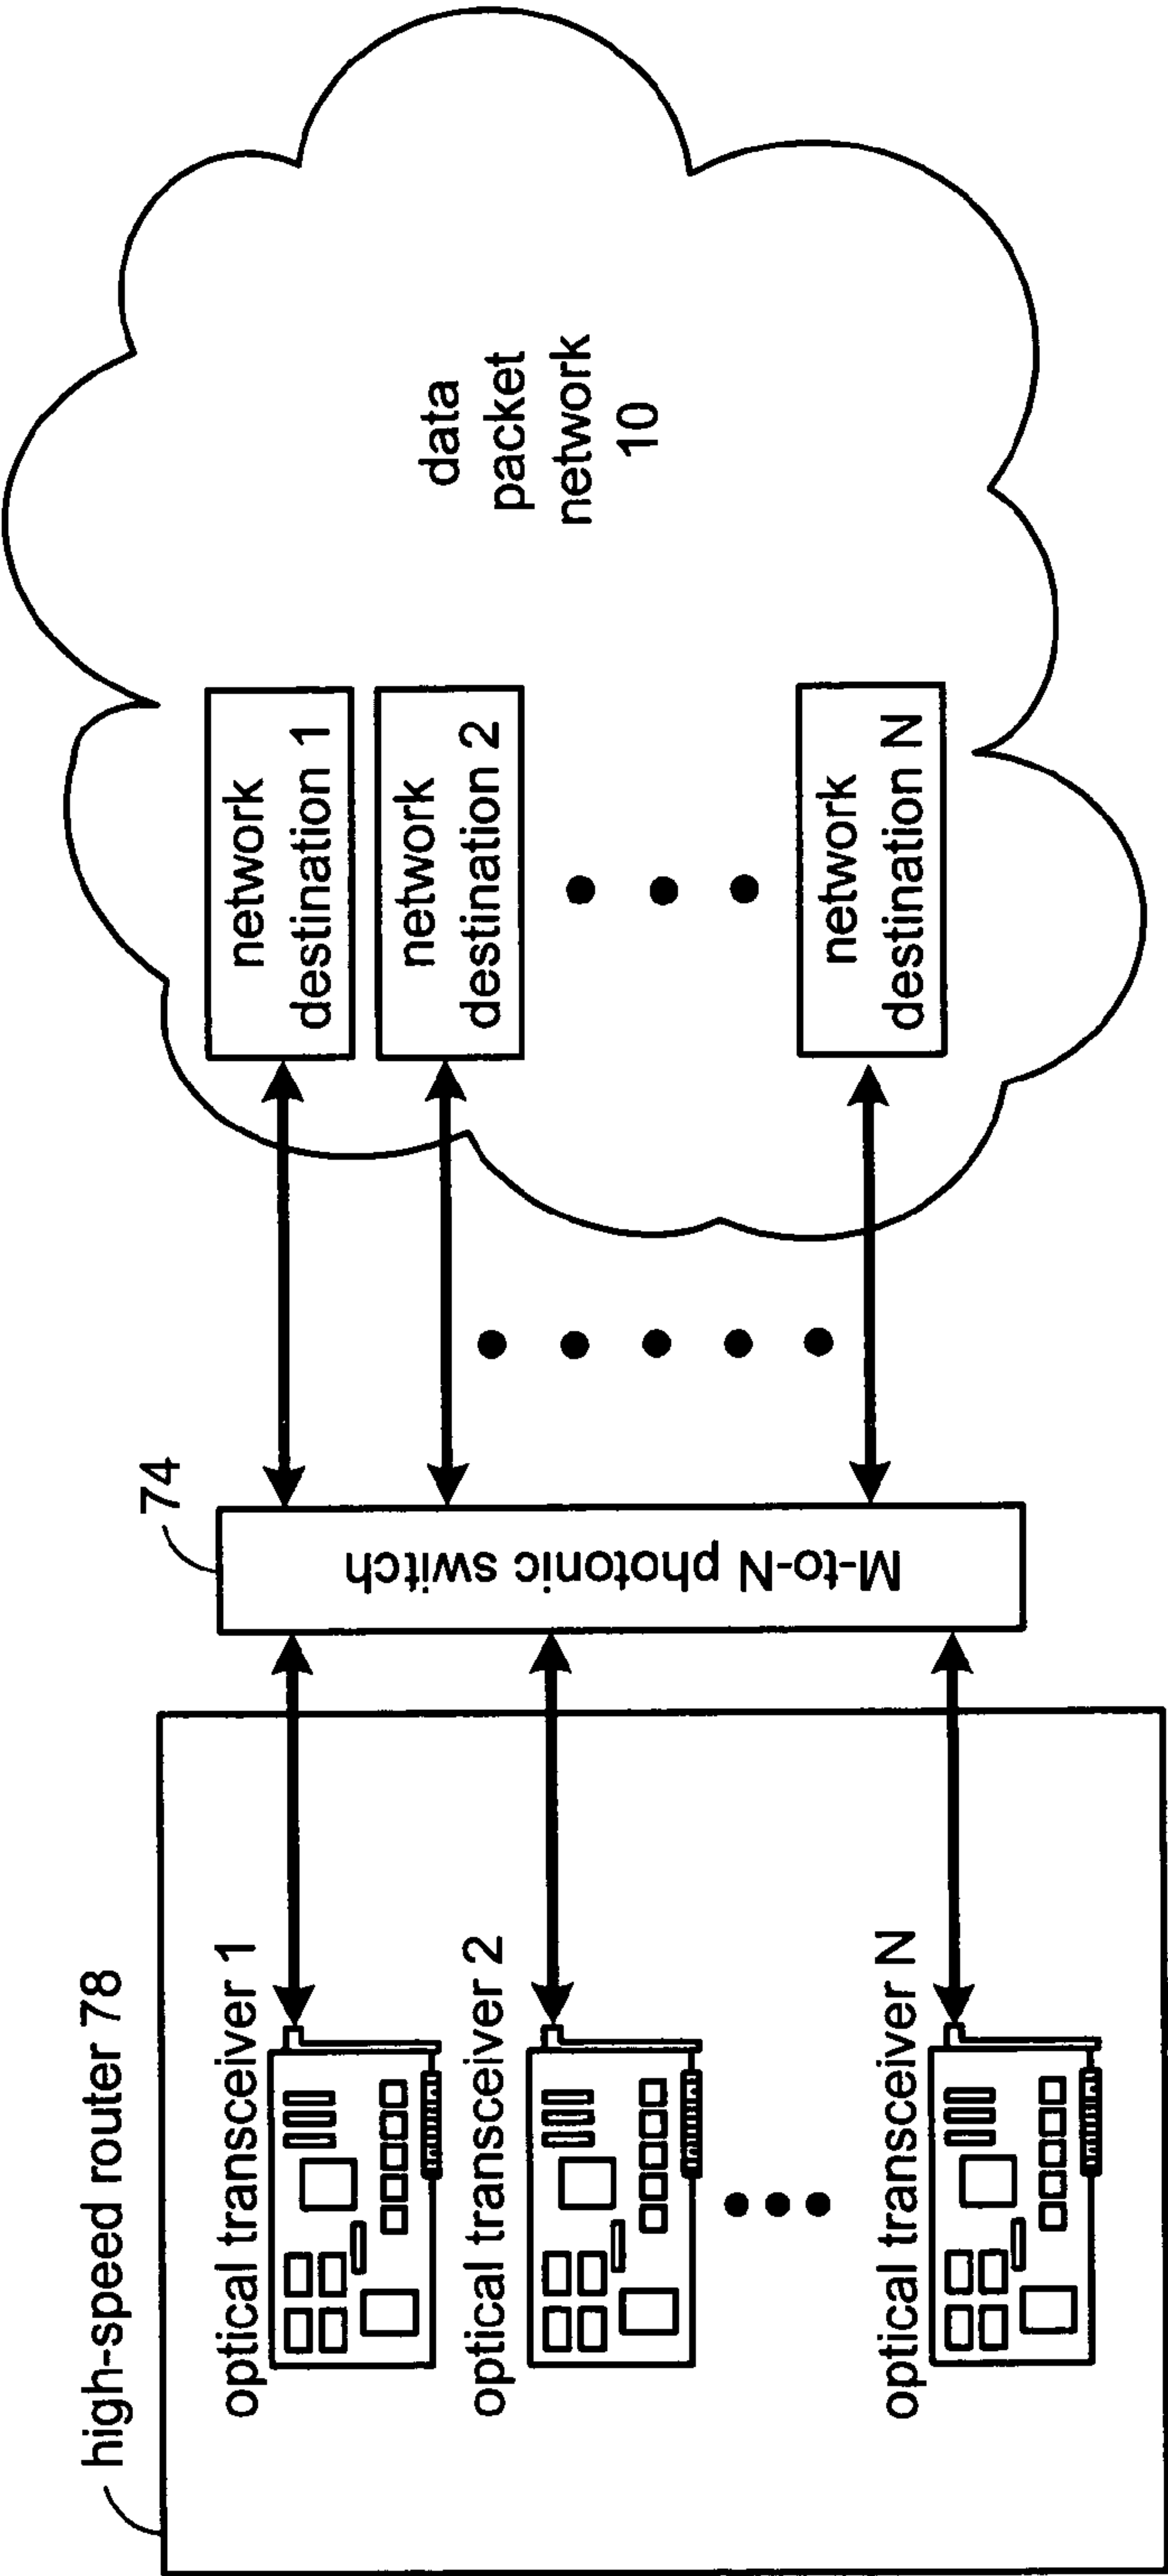 high-speed router 78
optical transceiver 1
optical transceiver 2
optical transceiver N
74
M-to-N photonic switch
network
destination 1
network
destination 2
network
destination N
data
packet
network
10